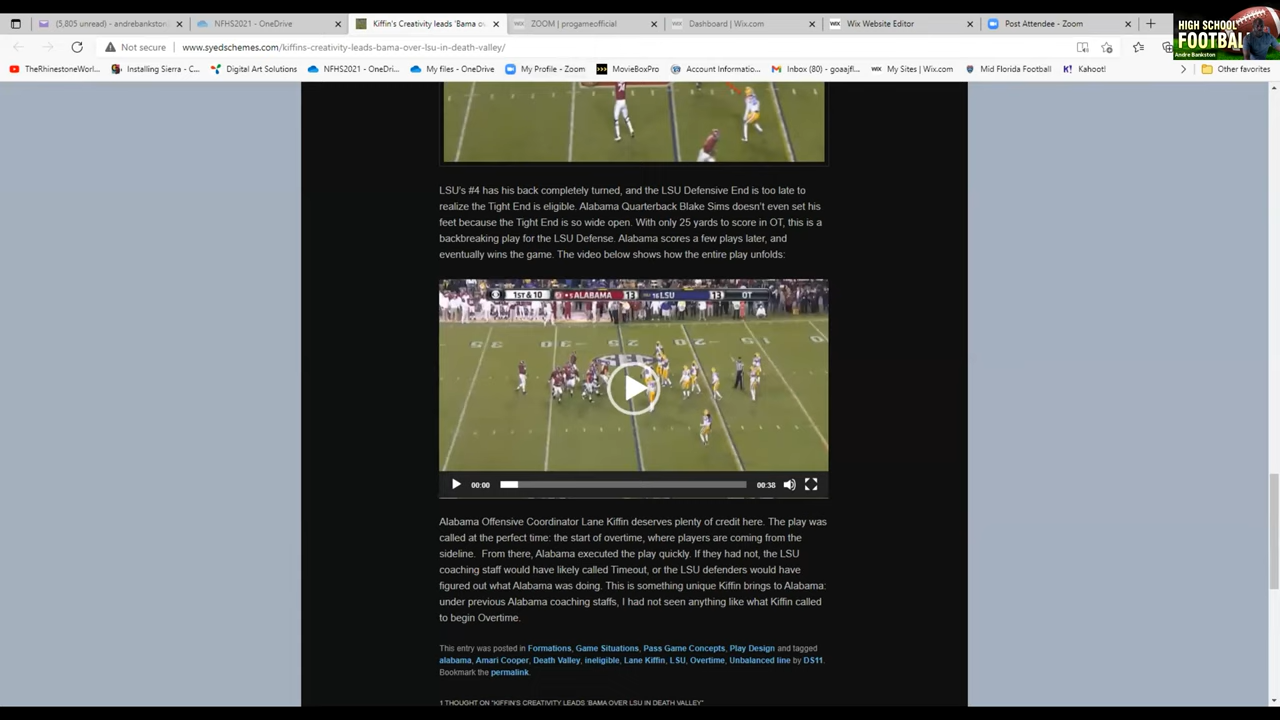 (5,805 unread) - andrebankston
NFHS2021 - OneDrive
Kiffin's Creativity leads 'Bama ov
ZOOM | progameofficial
Dashboard | Wix.com
Wix Website Editor
Post Attendee - Zoom
Not secure
www.syedschemes.com/kiffins-creativity-leads-bama-over-lsu-in-death-valley/
HIGH SCHOOL
FOOTBALL
Andre Bankston
TheRhinestoneWorl...
Installing Sierra - C...
Digital Art Solutions
NFHS2021 - OneDri...
My files - OneDrive
My Profile - Zoom
MovieBoxPro
Account Informatio...
Inbox (80) - goaajfl...
My Sites | Wix.com
Mid Florida Football
Kahoot!
Other favorites
LSU's #4 has his back completely turned, and the LSU Defensive End is too late to
realize the Tight End is eligible. Alabama Quarterback Blake Sims doesn't even set his
feet because the Tight End is so wide open. With only 25 yards to score in OT, this is a
backbreaking play for the LSU Defense. Alabama scores a few plays later, and
eventually wins the game. The video below shows how the entire play unfolds:
1ST & 10 5 ALABAMA 13 16 LSU 13 OT
00:00
00:38
Alabama Offensive Coordinator Lane Kiffin deserves plenty of credit here. The play was
called at the perfect time: the start of overtime, where players are coming from the
sideline. From there, Alabama executed the play quickly. If they had not, the LSU
coaching staff would have likely called Timeout, or the LSU defenders would have
figured out what Alabama was doing. This is something unique Kiffin brings to Alabama:
under previous Alabama coaching staffs, I had not seen anything like what Kiffin called
to begin Overtime.
This entry was posted in Formations, Game Situations, Pass Game Concepts, Play Design and tagged
alabama, Amari Cooper, Death Valley, ineligible, Lane Kiffin, LSU, Overtime, Unbalanced line by DS11.
Bookmark the permalink.
1 THOUGHT ON "KIFFIN'S CREATIVITY LEADS 'BAMA OVER LSU IN DEATH VALLEY"